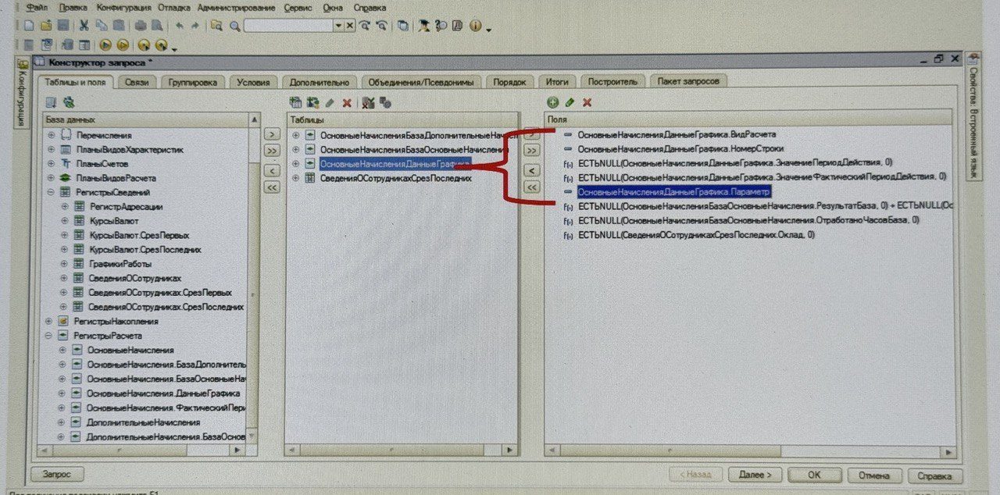 Файл Правка Конфигурация Отладка Администрирование Сервис Окна Справка
Конструктор запроса *
Таблицы и поля Связи Группировка Условия Дополнительно Объединения/Псевдонимы Порядок Итоги Построитель Пакет запросов
Конфигурация
База данных
Перечисления
ПланыВидовХарактеристик
ПланыСчетов
ПланыВидовРасчета
РегистрыСведений
РегистрАдресации
КурсыВалют
КурсыВалют.СрезПервых
КурсыВалют.СрезПоследних
ГрафикиРаботы
СведенияОСотрудниках
СведенияОСотрудниках.СрезПервых
СведенияОСотрудниках.СрезПоследних
РегистрыНакопления
РегистрыРасчета
ОсновныеНачисления
ОсновныеНачисления.БазаДополнитель
ОсновныеНачисления.БазаОсновныеНа
ОсновныеНачисления.ДанныеГрафика
ОсновныеНачисления.ФактическийПери
ДополнительныеНачисления
ДополнительныеНачисления.БазаОснов
> >> < <<
Таблицы
ОсновныеНачисленияБазаДополнительныеНач
ОсновныеНачисленияБазаОсновныеНачисления
ОсновныеНачисленияДанныеГрафика
СведенияОСотрудникахСрезПоследних
> >> < <<
Поля
ОсновныеНачисленияДанныеГрафика.ВидРасчета
ОсновныеНачисленияДанныеГрафика.НомерСтроки
f(x) ЕСТЬNULL(ОсновныеНачисленияДанныеГрафика.ЗначениеПериодДействия, 0)
f(x) ЕСТЬNULL(ОсновныеНачисленияДанныеГрафика.ЗначениеФактическийПериодДействия, 0)
ОсновныеНачисленияДанныеГрафика.Параметр
f(x) ЕСТЬNULL(ОсновныеНачисленияБазаОсновныеНачисления.РезультатБаза, 0) + ЕСТЬNULL(Ос
f(x) ЕСТЬNULL(ОсновныеНачисленияБазаОсновныеНачисления.ОтработаноЧасовБаза, 0)
f(x) ЕСТЬNULL(СведенияОСотрудникахСрезПоследних.Оклад, 0)
Свойства: Встроенный язык
Запрос < Назад Далее > ОК Отмена Справка